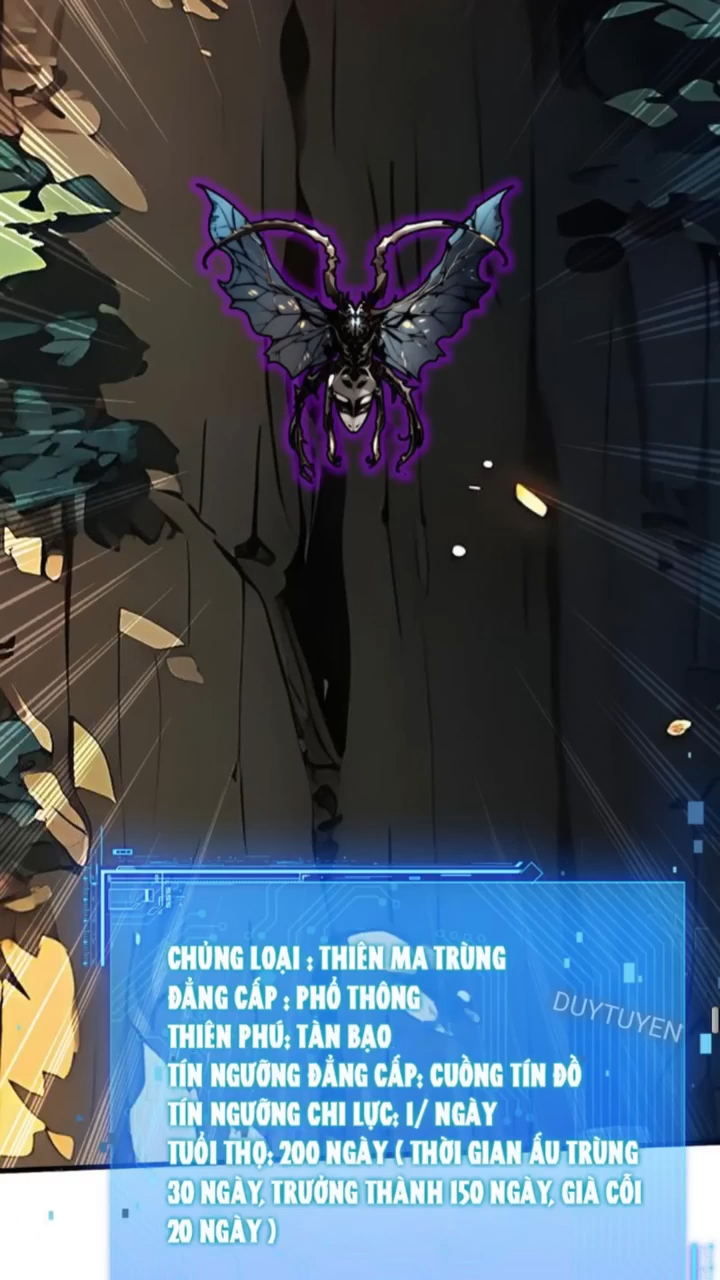 CHỦNG LOẠI : THIÊN MA TRÙNG
ĐẲNG CẤP : PHỔ THÔNG
DUYTUYEN
THIÊN PHÚ: TÀN BẠO
TÍN NGƯỠNG ĐẲNG CẤP: CUỒNG TÍN ĐỒ
TÍN NGƯỠNG CHI LỰC: 1/ NGÀY
TUỔI THỌ: 200 NGÀY ( THỜI GIAN ẤU TRÙNG
30 NGÀY, TRƯỞNG THÀNH 150 NGÀY, GIÀ CỖI
20 NGÀY )